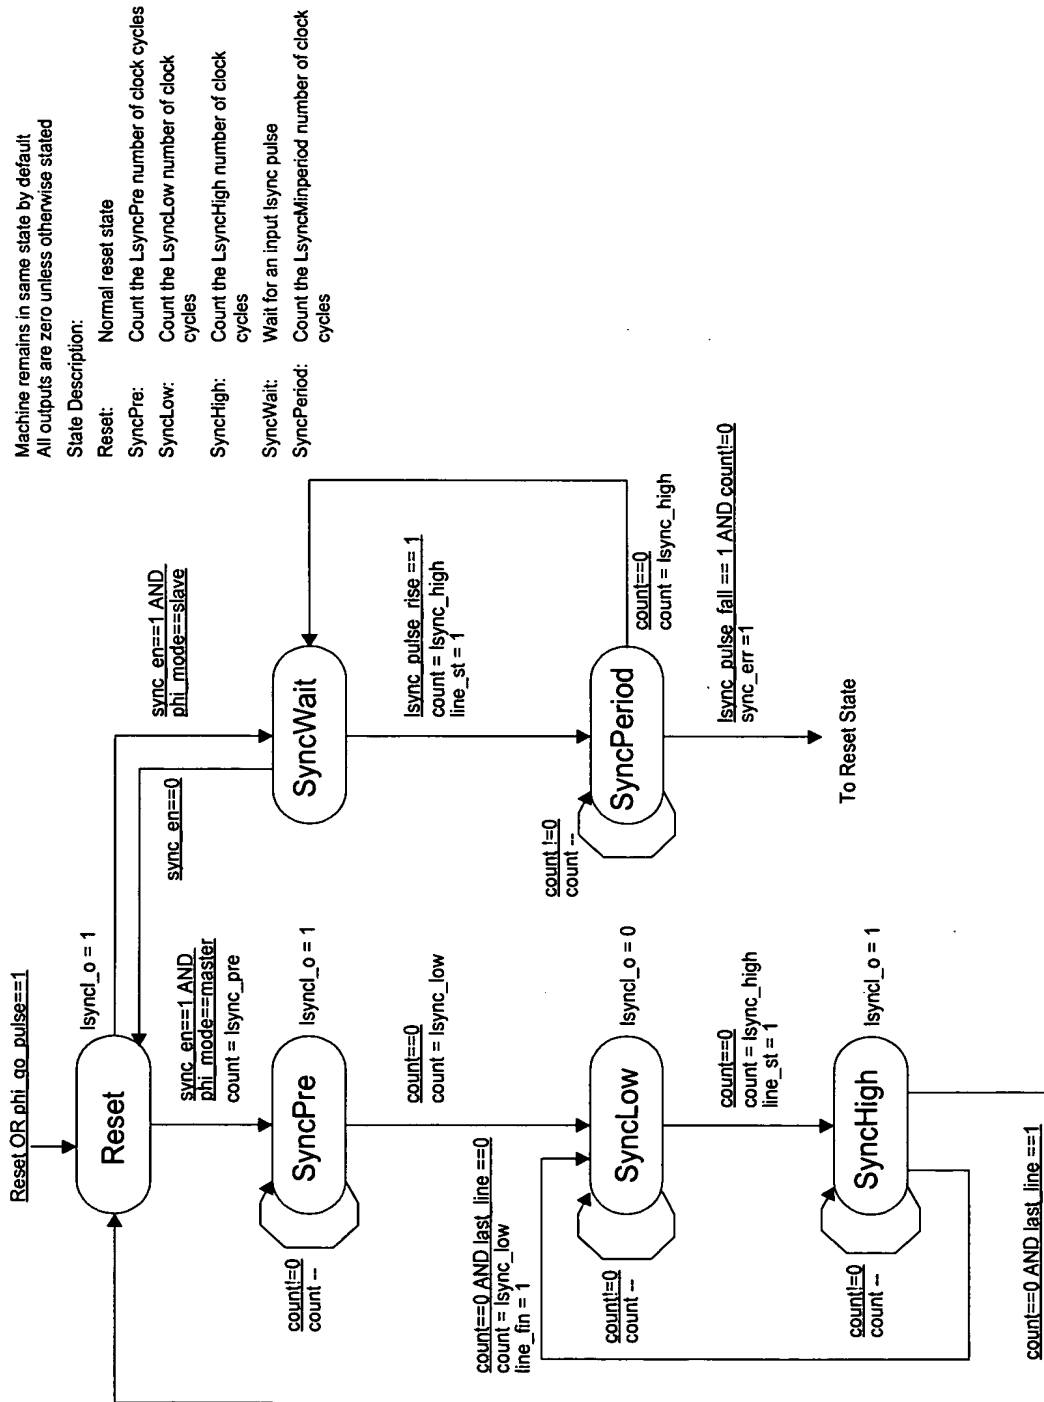 Machine remains in same state by default
All outputs are zero unless otherwise stated
State Description:
Reset: Normal reset state
SyncPre: Count the LsyncPre number of clock cycles
SyncLow: Count the LsyncLow number of clock
cycles
SyncHigh: Count the LsyncHigh number of clock
cycles
SyncWait: Wait for an input lsync pulse
SyncPeriod: Count the LsyncMinperiod number of clock
cycles
Reset OR phi_go_pulse==1
Reset
lsyncl_o = 1
sync_en==1 AND
phi_mode==slave
sync_en==0
sync_en==1 AND
phi_mode==master
count = lsync_pre
SyncPre
lsyncl_o = 1
count!=0
count --
count==0
count = lsync_low
SyncWait
lsync_pulse_rise == 1
count = lsync_high
line_st = 1
SyncPeriod
count !=0
count --
count==0
count = lsync_high
lsync_pulse_fall == 1 AND count!=0
sync_err =1
To Reset State
count==0 AND last_line ==0
count = lsync_low
line_fin = 1
SyncLow
lsyncl_o = 0
count!=0
count --
count==0
count = lsync_high
line_st = 1
SyncHigh
lsyncl_o = 1
count!=0
count --
count==0 AND last_line ==1